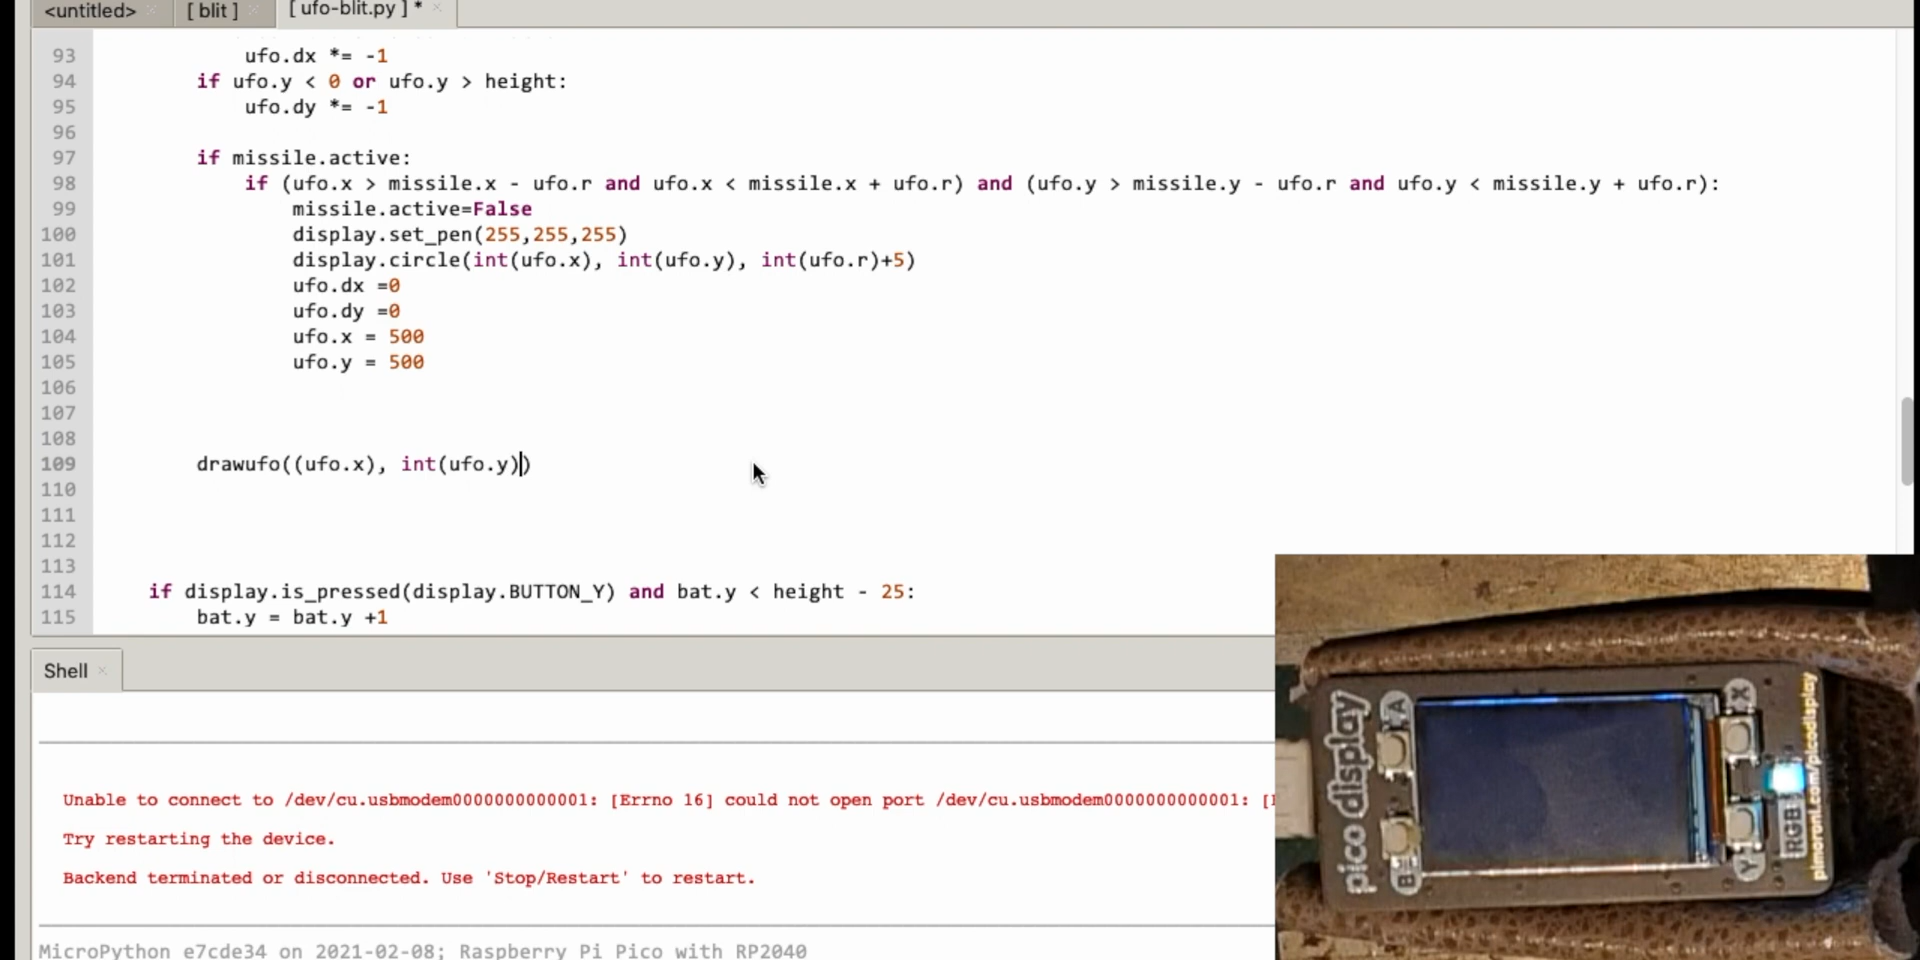 <untitled> [ blit ] [ ufo-blit.py ] *
93 ufo.dx *= -1
94 if ufo.y < 0 or ufo.y > height:
95 ufo.dy *= -1
96
97 if missile.active:
98 if (ufo.x > missile.x - ufo.r and ufo.x < missile.x + ufo.r) and (ufo.y > missile.y - ufo.r and ufo.y < missile.y + ufo.r):
99 missile.active=False
100 display.set_pen(255,255,255)
101 display.circle(int(ufo.x), int(ufo.y), int(ufo.r)+5)
102 ufo.dx =0
103 ufo.dy =0
104 ufo.x = 500
105 ufo.y = 500
106
107
108
109 drawufo((ufo.x), int(ufo.y))
110
111
112
113
114 if display.is_pressed(display.BUTTON_Y) and bat.y < height - 25:
115 bat.y = bat.y +1
Shell
Unable to connect to /dev/cu.usbmodem0000000000001: [Errno 16] could not open port /dev/cu.usbmodem0000000000001: [
Try restarting the device.
Backend terminated or disconnected. Use 'Stop/Restart' to restart.
MicroPython e7cde34 on 2021-02-08; Raspberry Pi Pico with RP2040
pico display
A
B
X
Y
RGB
pimoroni.com/picodisplay